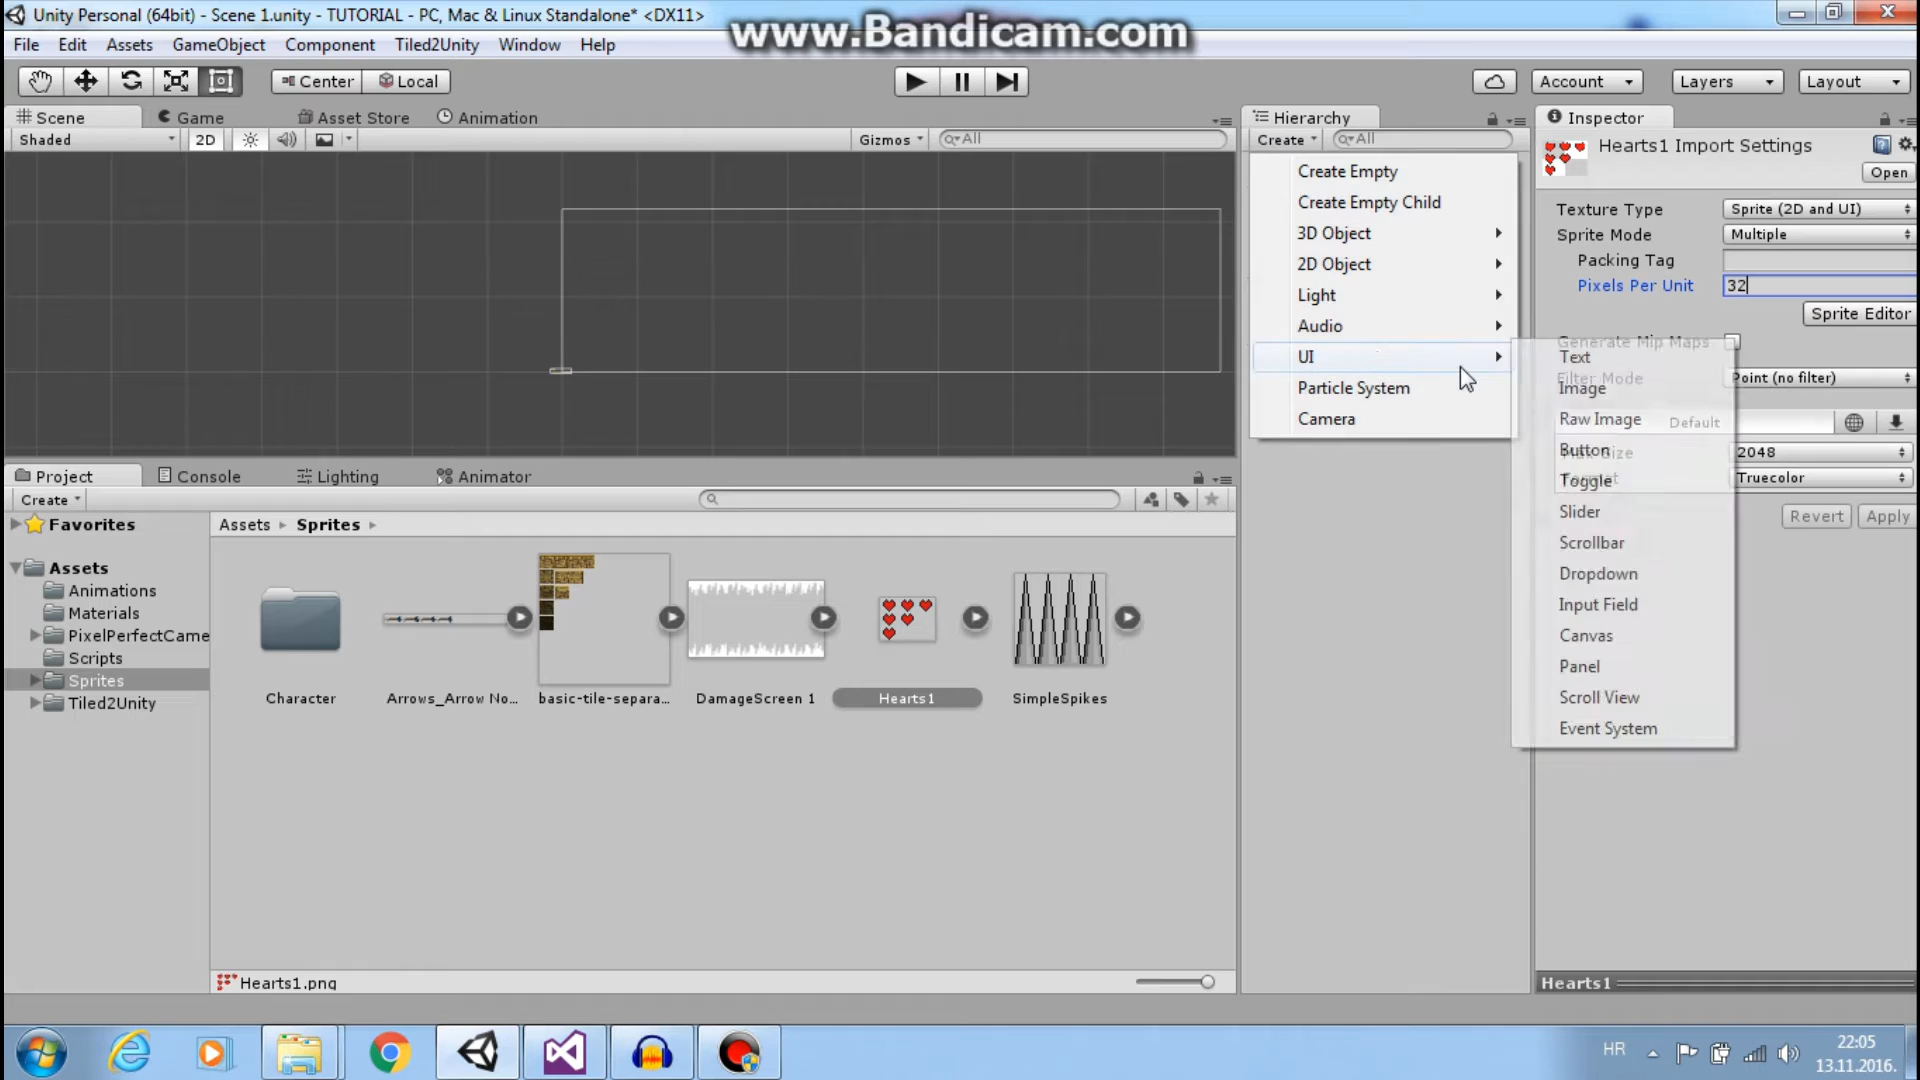 Unity Personal (64bit) - Scene 1.unity - TUTORIAL - PC, Mac & Linux Standalone* <DX11>
www.Bandicam.com
File Edit Assets GameObject Component Tiled2Unity Window Help
Center Local Account Layers Layout
Scene Game Asset Store Animation
Shaded 2D Gizmos All
Hierarchy
Create All
Create Empty
Create Empty Child
3D Object
2D Object
Light
Audio
UI
Particle System
Camera
Text
Image
Raw Image
Button
Toggle
Slider
Scrollbar
Dropdown
Input Field
Canvas
Panel
Scroll View
Event System
Inspector
Hearts1 Import Settings
Open
Texture Type Sprite (2D and UI)
Sprite Mode Multiple
Packing Tag
Pixels Per Unit 32
Sprite Editor
Generate Mip Maps
Filter Mode Point (no filter)
Default
Max Size 2048
Format Truecolor
Revert Apply
Hearts1
Project Console Lighting Animator
Create
Favorites
Assets
Animations
Materials
PixelPerfectCame
Scripts
Sprites
Tiled2Unity
Assets Sprites
Character Arrows_Arrow No... basic-tile-separa... DamageScreen 1 Hearts1 SimpleSpikes
Hearts1.png
HR 22:05
13.11.2016.